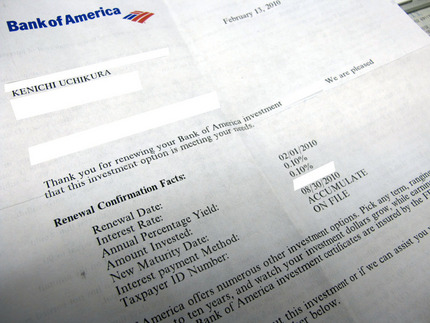 Bank of America
February 13, 2010
KENICHI UCHIKURA
Thank you for renewing your Bank of America investment We are pleased
that this investment option is meeting your needs.
Renewal Confirmation Facts:
Renewal Date: 02/01/2010
Interest Rate: 0.10%
Annual Percentage Yield: 0.10%
Amount Invested:
New Maturity Date: 08/30/2010
Interest payment Method: ACCUMULATE
Taxpayer ID Number: ON FILE
of America offers numerous other investment options. Pick any term, ranging
to ten years, and watch your investment dollars grow, while earning
Bank of America investment certificates are insured by the
this investment or if we can assist you
below.